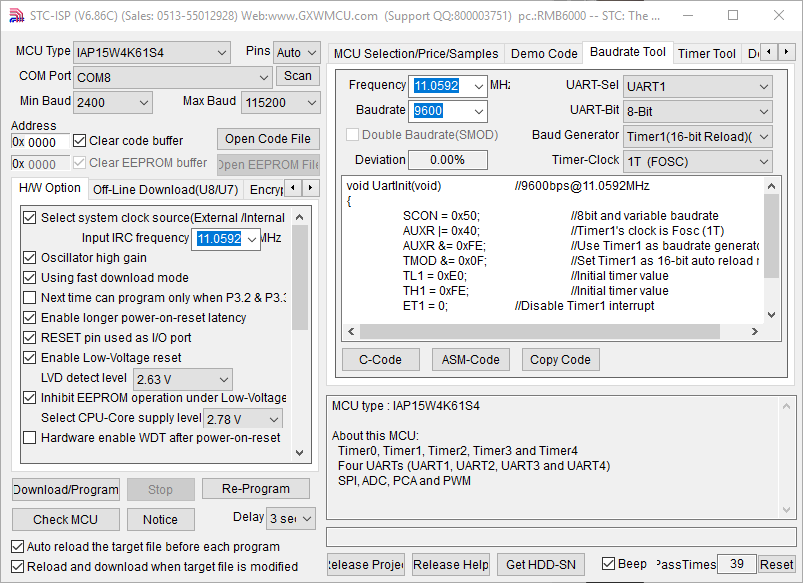 STC-ISP (V6.86C) (Sales: 0513-55012928) Web:www.GXWMCU.com (Support QQ:800003751) pc.:RMB6000 -- STC: The ...
MCU Type IAP15W4K61S4 Pins Auto
COM Port COM8 Scan
Min Baud 2400 Max Baud 115200
Address
0x 0000 Clear code buffer Open Code File
0x 0000 Clear EEPROM buffer Open EEPROM File
H/W Option Off-Line Download(U8/U7) Encryp
Select system clock source(External /Internal
Input IRC frequency 11.0592 MHz
Oscillator high gain
Using fast download mode
Next time can program only when P3.2 & P3.3
Enable longer power-on-reset latency
RESET pin used as I/O port
Enable Low-Voltage reset
LVD detect level 2.63 V
Inhibit EEPROM operation under Low-Voltage
Select CPU-Core supply level 2.78 V
Hardware enable WDT after power-on-reset
Download/Program Stop Re-Program
Check MCU Notice Delay 3 sec
Auto reload the target file before each program
Reload and download when target file is modified
MCU Selection/Price/Samples Demo Code Baudrate Tool Timer Tool
Frequency 11.0592 MHz UART-Sel UART1
Baudrate 9600 UART-Bit 8-Bit
Double Baudrate(SMOD) Baud Generator Timer1(16-bit Reload)(
Deviation 0.00% Timer-Clock 1T (FOSC)
void UartInit(void) //9600bps@11.0592MHz
{
SCON = 0x50; //8bit and variable baudrate
AUXR |= 0x40; //Timer1's clock is Fosc (1T)
AUXR &= 0xFE; //Use Timer1 as baudrate generato
TMOD &= 0x0F; //Set Timer1 as 16-bit auto reload r
TL1 = 0xE0; //Initial timer value
TH1 = 0xFE; //Initial timer value
ET1 = 0; //Disable Timer1 interrupt
C-Code ASM-Code Copy Code
MCU type : IAP15W4K61S4
About this MCU:
Timer0, Timer1, Timer2, Timer3 and Timer4
Four UARTs (UART1, UART2, UART3 and UART4)
SPI, ADC, PCA and PWM
Release Projec Release Help Get HDD-SN Beep PassTimes 39 Reset